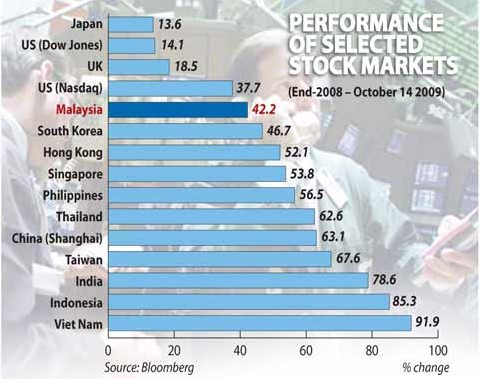 PERFORMANCE
OF SELECTED
STOCK MARKETS
(End-2008 – October 14 2009)
Japan 13.6
US (Dow Jones) 14.1
UK 18.5
US (Nasdaq) 37.7
Malaysia 42.2
South Korea 46.7
Hong Kong 52.1
Singapore 53.8
Philippines 56.5
Thailand 62.6
China (Shanghai) 63.1
Taiwan 67.6
India 78.6
Indonesia 85.3
Viet Nam 91.9
0 20 40 60 80 100
Source: Bloomberg % change